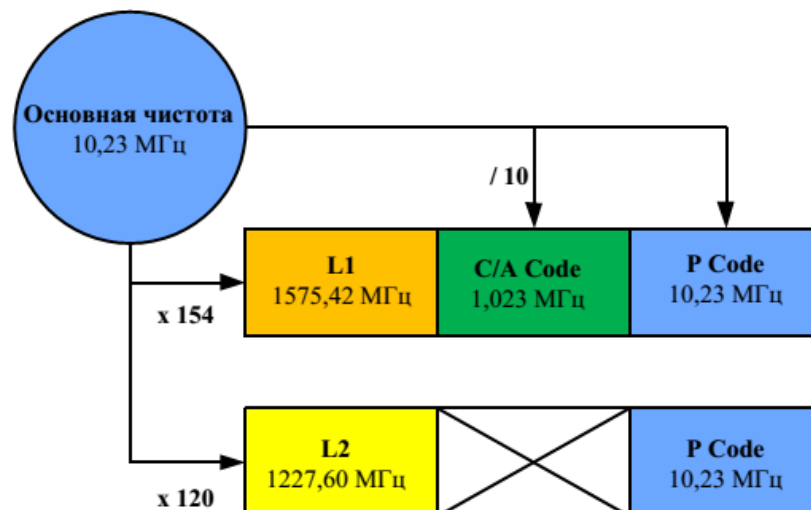 Основная чистота
10,23 МГц
/ 10
L1
1575,42 МГц
C/A Code
1,023 МГц
P Code
10,23 МГц
x 154
L2
1227,60 МГц
P Code
10,23 МГц
x 120